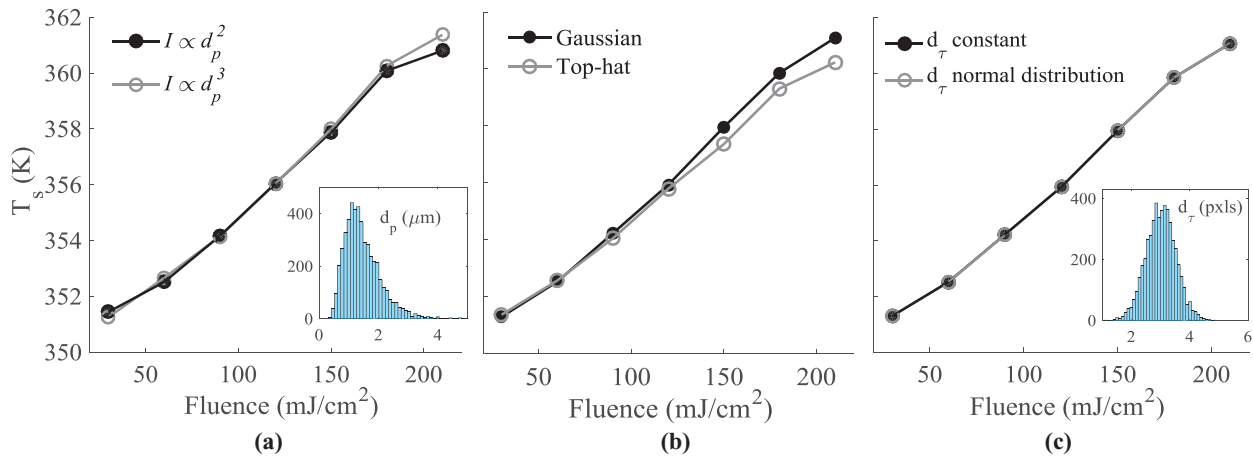 362
360
358
356
354
352
350
T_s (K)
I ∝ d_p^2
I ∝ d_p^3
d_p (μm)
400
200
0
0 2 4
50 100 150 200
Fluence (mJ/cm^2)
(a)
Gaussian
Top-hat
50 100 150 200
Fluence (mJ/cm^2)
(b)
d_τ constant
d_τ normal distribution
d_τ (pxls)
400
200
0
2 4 6
50 100 150 200
Fluence (mJ/cm^2)
(c)